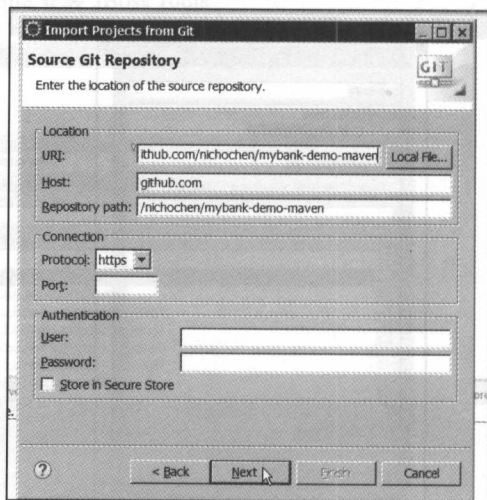 Import Projects from Git
Source Git Repository
GIT
Enter the location of the source repository.
Location
URI: ithub.com/nichochen/mybank-demo-maven Local File...
Host: github.com
Repository path: /nichochen/mybank-demo-maven
Connection
Protocol: https
Port:
Authentication
User:
Password:
Store in Secure Store
? < Back Next Finish Cancel